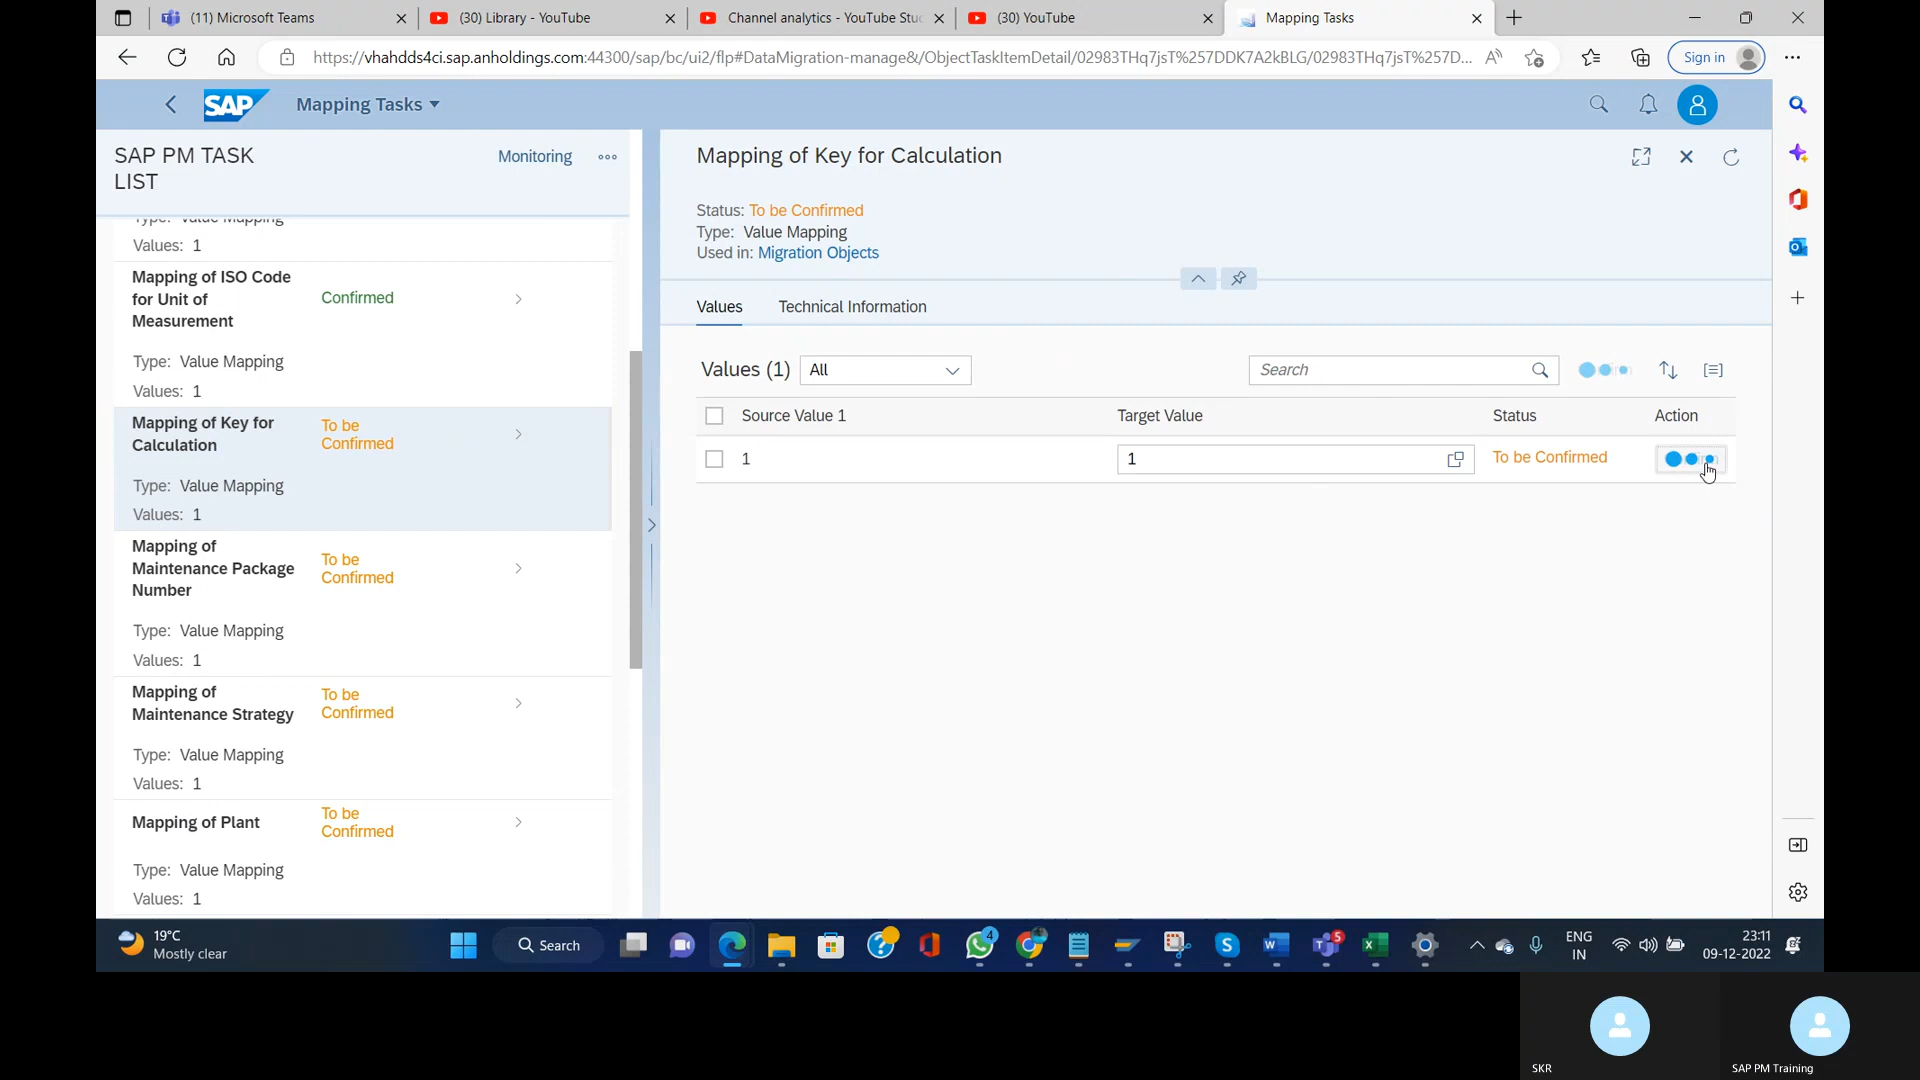 (11) Microsoft Teams
(30) Library - YouTube
Channel analytics - YouTube Stu
(30) YouTube
Mapping Tasks
https://vhahdds4ci.sap.anholdings.com:44300/sap/bc/ui2/flp#DataMigration-manage&/ObjectTaskItemDetail/02983THq7jsT%257DDK7A2kBLG/02983THq7jsT%257D...
Sign in
SAP
Mapping Tasks
SAP PM TASK
LIST
Monitoring
Type: Value Mapping
Values: 1
Mapping of ISO Code
for Unit of
Measurement
Confirmed
Type: Value Mapping
Values: 1
Mapping of Key for
Calculation
To be
Confirmed
Type: Value Mapping
Values: 1
Mapping of
Maintenance Package
Number
To be
Confirmed
Type: Value Mapping
Values: 1
Mapping of
Maintenance Strategy
To be
Confirmed
Type: Value Mapping
Values: 1
Mapping of Plant
To be
Confirmed
Type: Value Mapping
Values: 1
Mapping of Key for Calculation
Status: To be Confirmed
Type: Value Mapping
Used in: Migration Objects
Values
Technical Information
Values (1)
All
Search
Source Value 1
Target Value
Status
Action
1
1
To be Confirmed
19°C
Mostly clear
Search
4
5
ENG
IN
23:11
09-12-2022
SKR
SAP PM Training